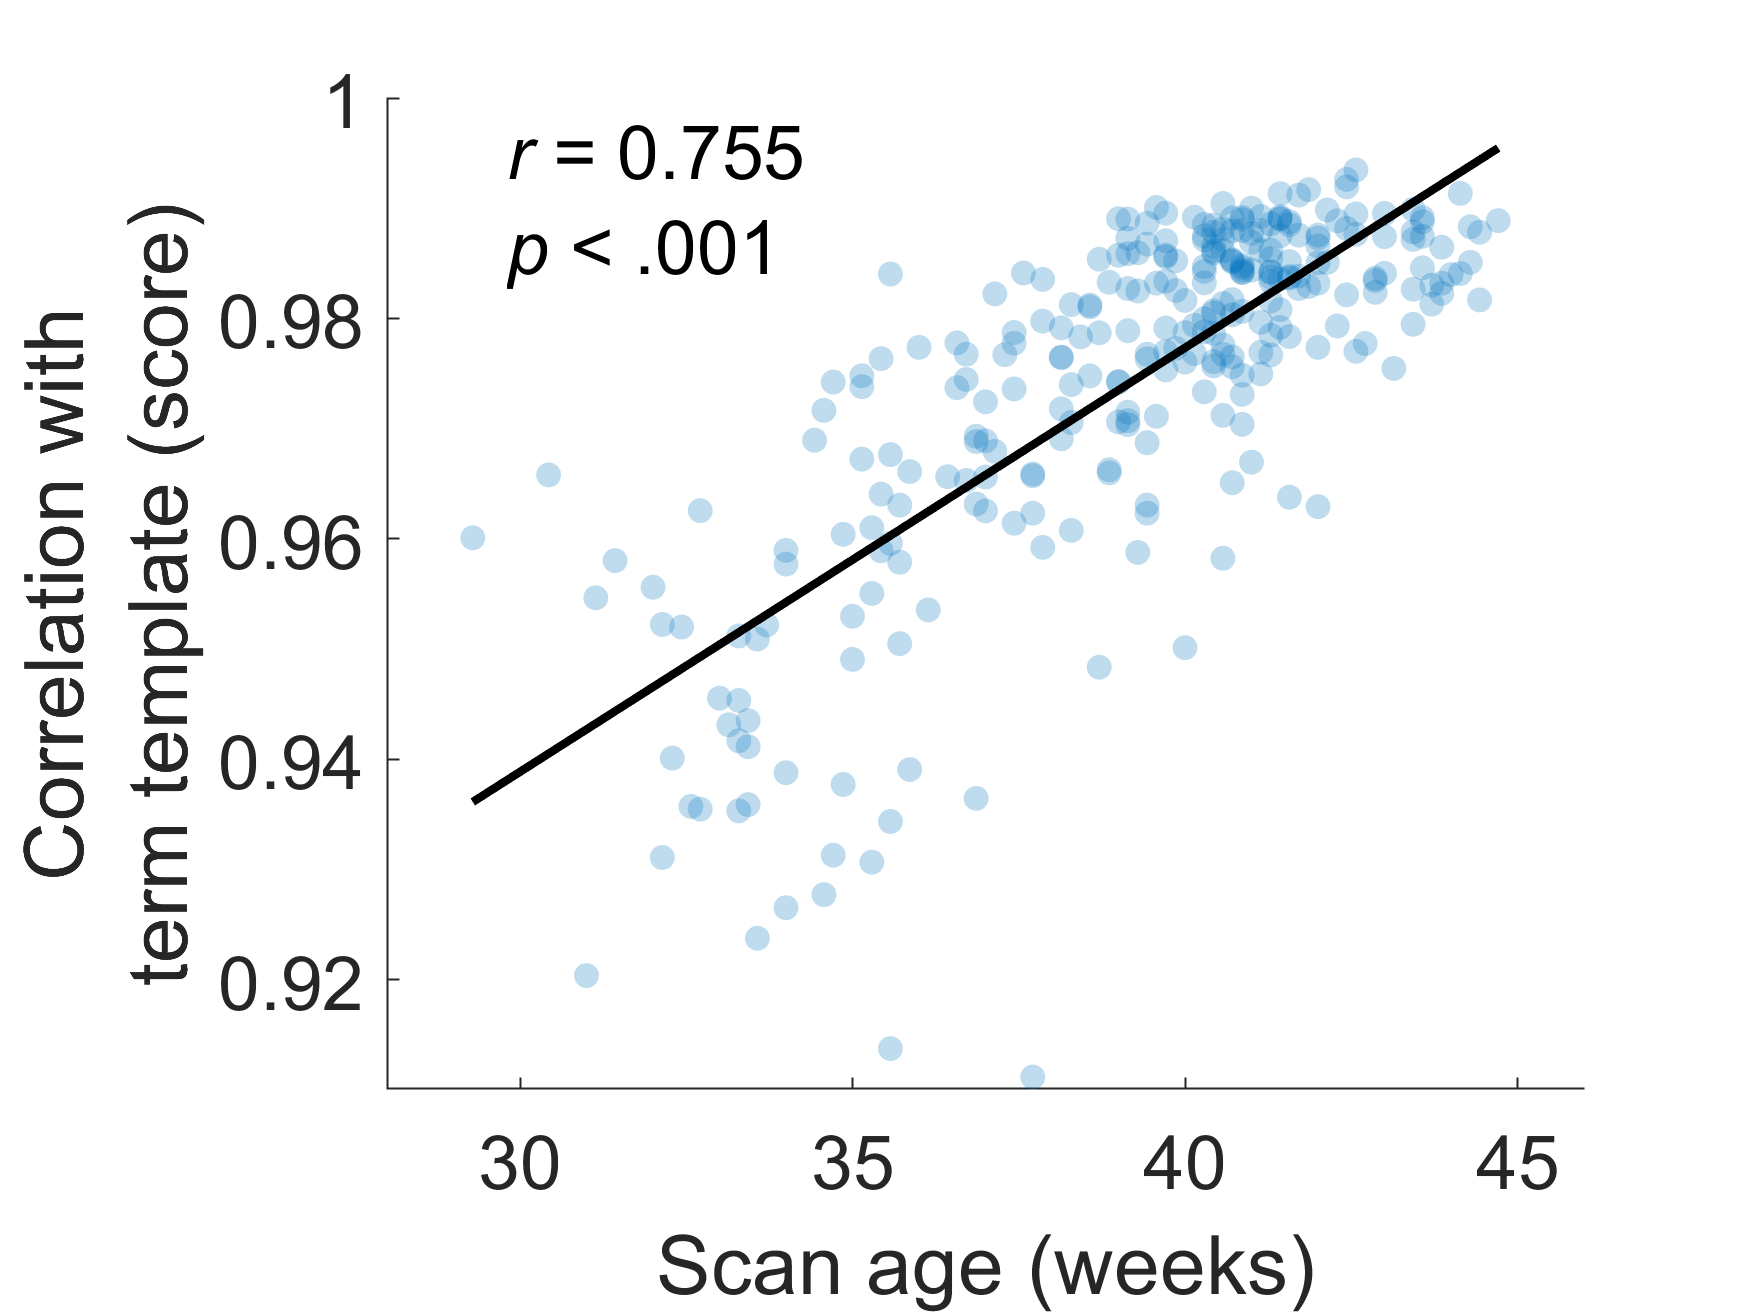 r = 0.755
p < .001
1
0.98
0.96
0.94
0.92
Correlation with
term template (score)
30 35 40 45
Scan age (weeks)